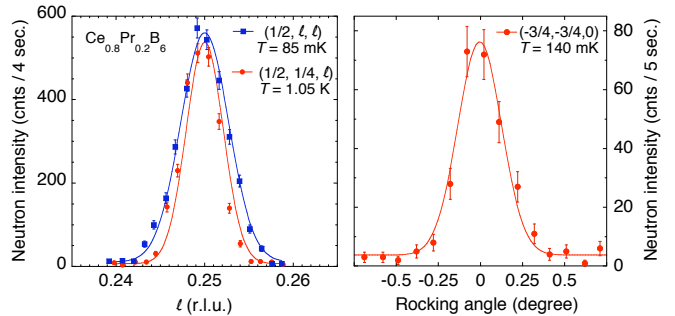 600
400
200
0
Neutron intensity (cnts / 4 sec.)
Ce0.8Pr0.2B6
(1/2, ℓ, ℓ)
T = 85 mK
(1/2, 1/4, ℓ)
T = 1.05 K
0.24
0.25
0.26
ℓ (r.l.u.)
(-3/4,-3/4,0)
T = 140 mK
80
60
40
20
0
Neutron intensity (cnts / 5 sec.)
-0.5
-0.25
0
0.25
0.5
Rocking angle (degree)